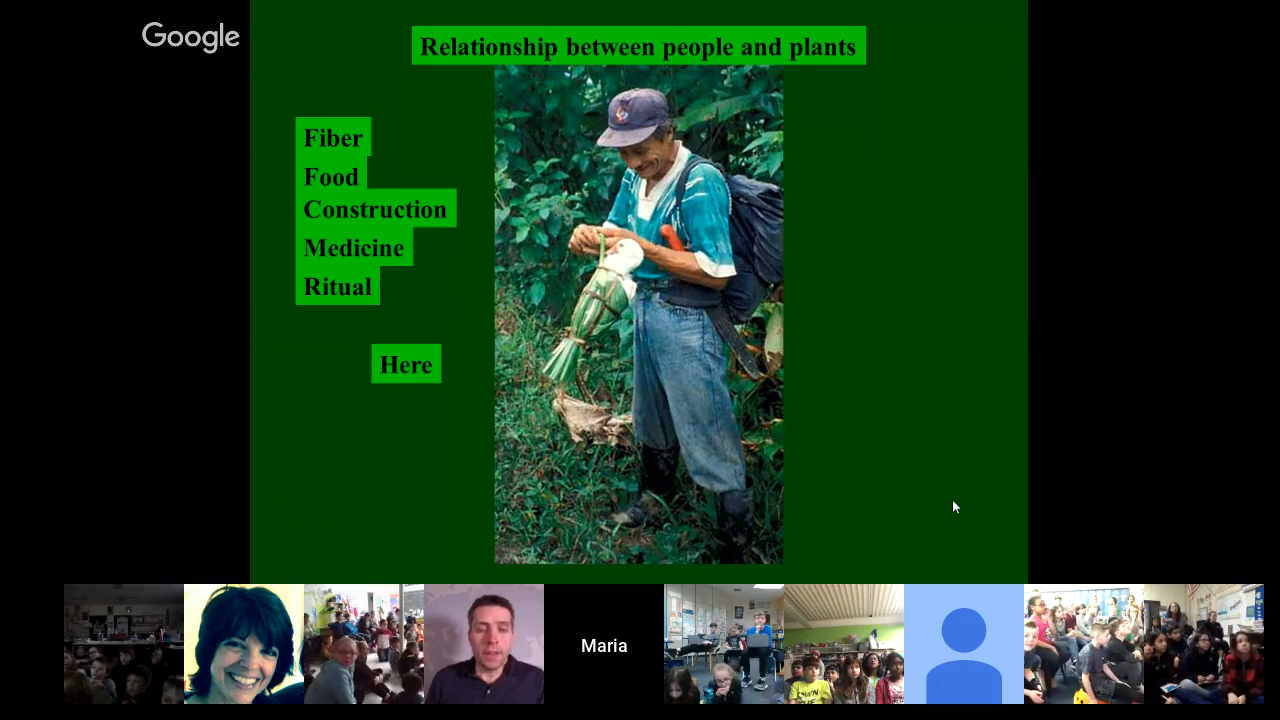 Google
Relationship between people and plants
Fiber
Food
Construction
Medicine
Ritual
Here
Maria